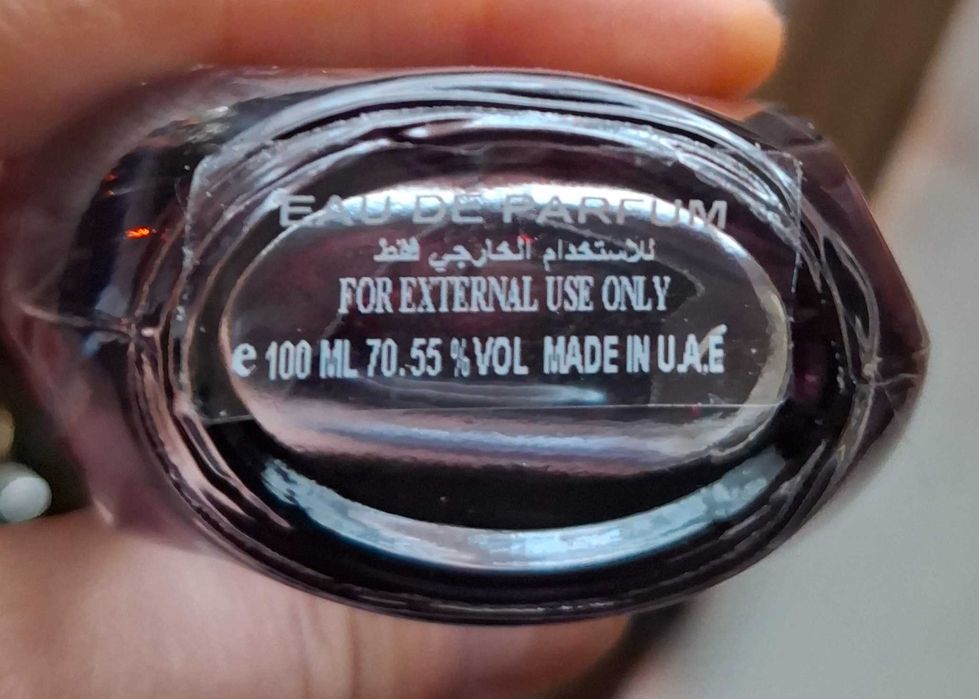 EAU DE PARFUM
للاستخدام الخارجي فقط
FOR EXTERNAL USE ONLY
e 100 ML 70.55 % VOL MADE IN U.A.E